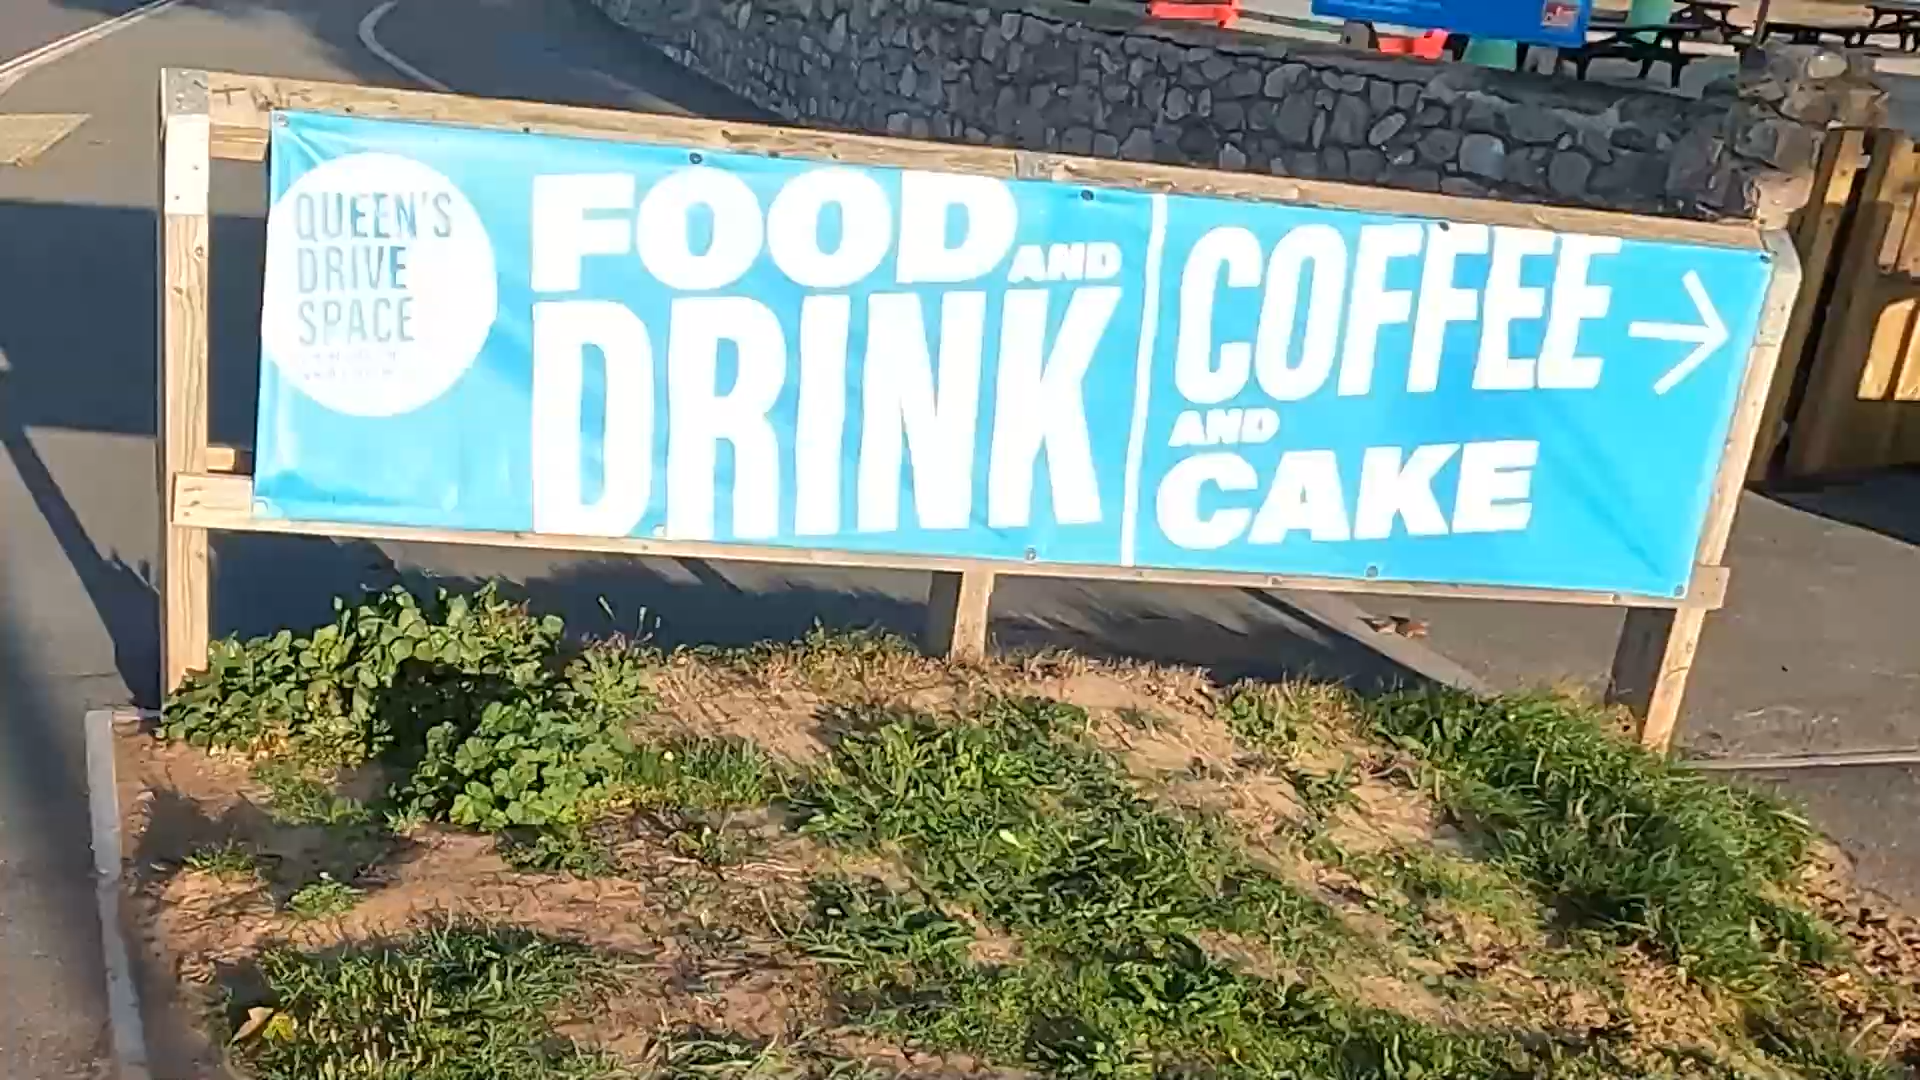 QUEEN'S
DRIVE
SPACE
FOOD AND
DRINK
COFFEE
AND
CAKE